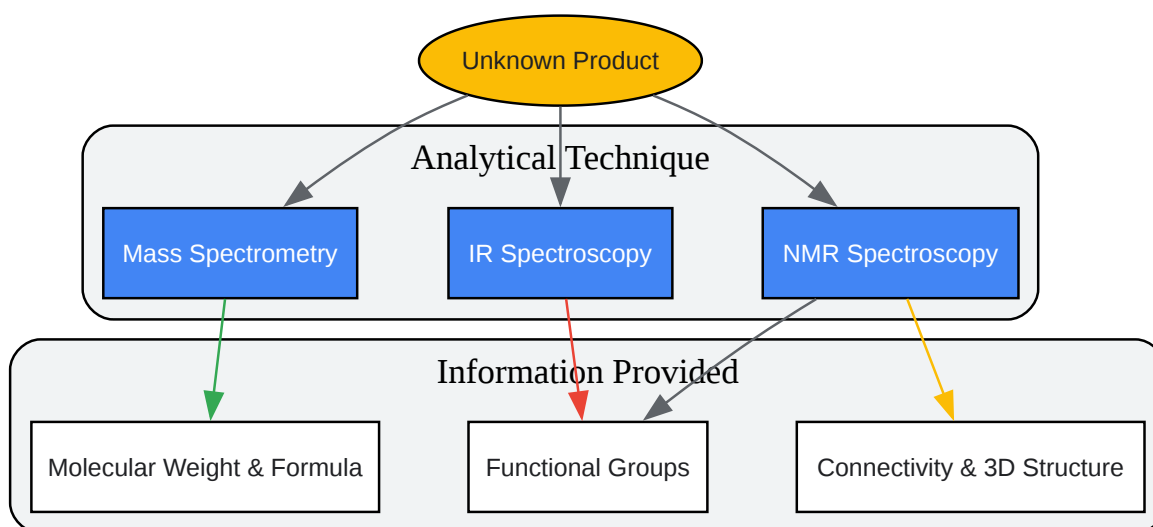 Unknown Product
Analytical Technique
Mass Spectrometry
IR Spectroscopy
NMR Spectroscopy
Information Provided
Molecular Weight & Formula
Functional Groups
Connectivity & 3D Structure